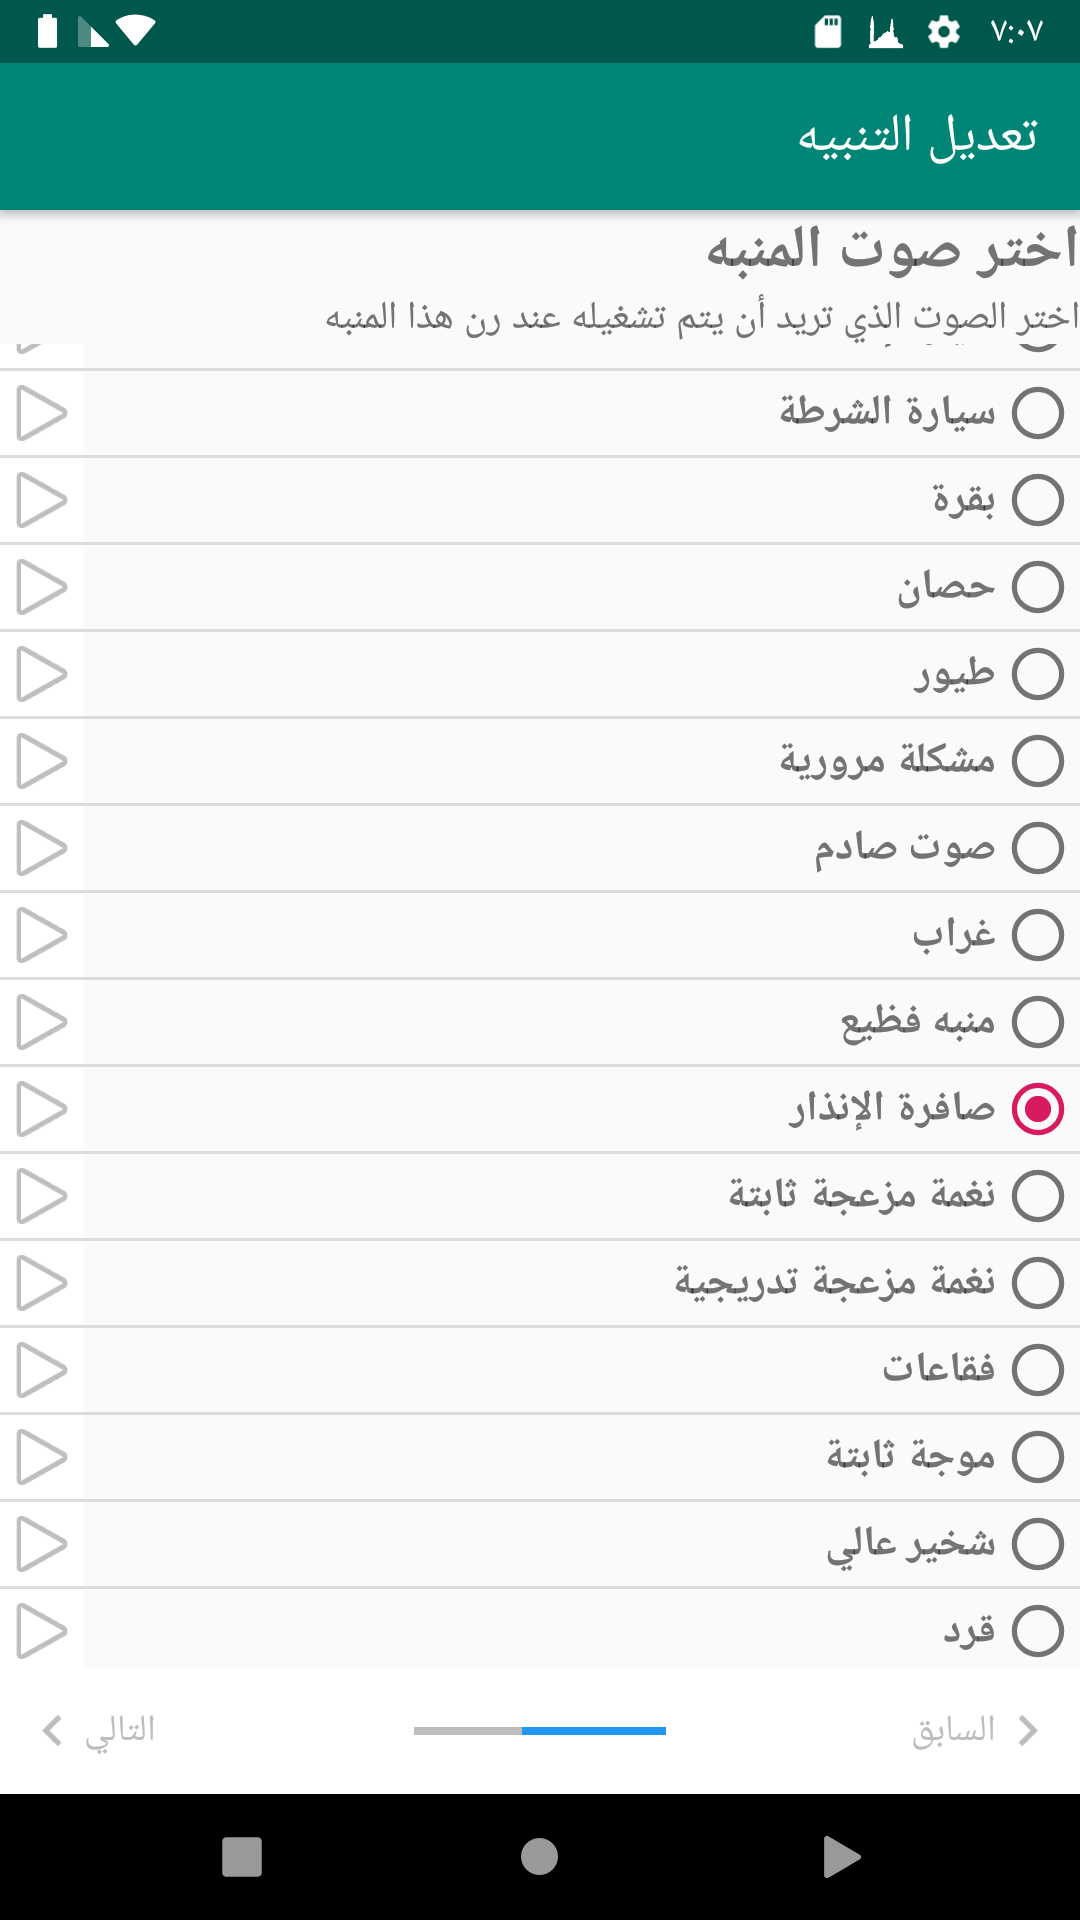 ٧:٠٧
تعديل التنبيه
اختر صوت المنبه
اختر الصوت الذي تريد أن يتم تشغيله عند رن هذا المنبه
سيارة الشرطة
بقرة
حصان
طيور
مشكلة مرورية
صوت صادم
غراب
منبه فظيع
صافرة الإنذار
نغمة مزعجة ثابتة
نغمة مزعجة تدريجية
فقاعات
موجة ثابتة
شخير عالي
قرد
السابق
التالي